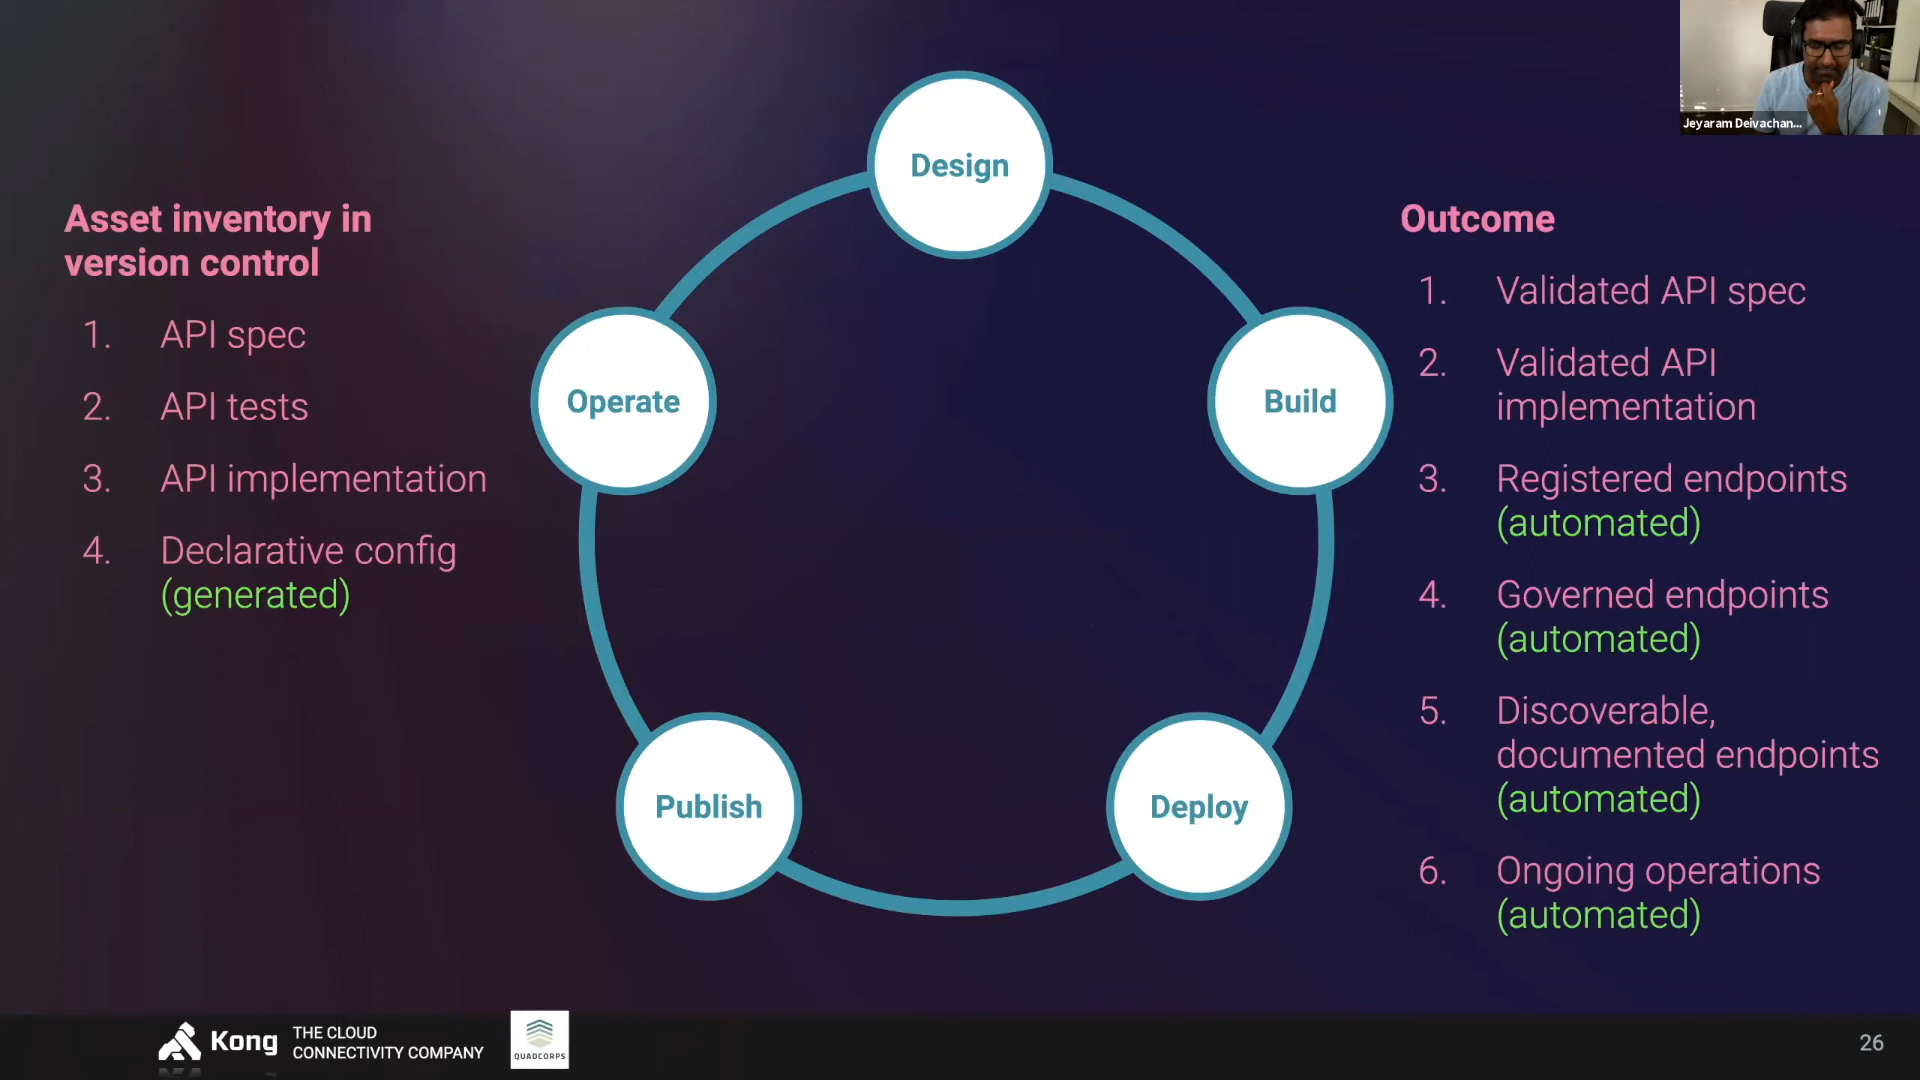 Jeyaram Deivachan...
Asset inventory in
version control
1. API spec
2. API tests
3. API implementation
4. Declarative config
(generated)
Design
Operate
Build
Publish
Deploy
Outcome
1. Validated API spec
2. Validated API
implementation
3. Registered endpoints
(automated)
4. Governed endpoints
(automated)
5. Discoverable,
documented endpoints
(automated)
6. Ongoing operations
(automated)
Kong
THE CLOUD
CONNECTIVITY COMPANY
QUADCORPS
26